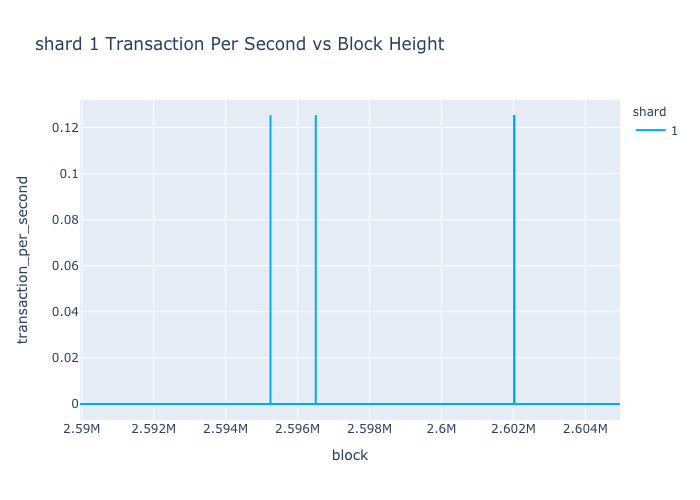 shard 1 Transaction Per Second vs Block Height
shard
1
transaction_per_second
0.12
0.1
0.08
0.06
0.04
0.02
0
2.59M 2.592M 2.594M 2.596M 2.598M 2.6M 2.602M 2.604M
block